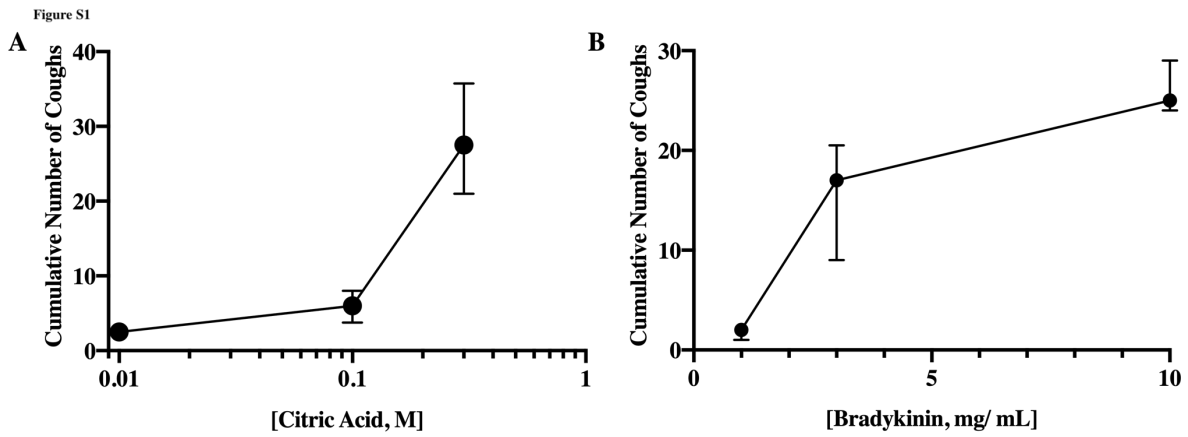 Figure S1
A
Cumulative Number of Coughs
40
30
20
10
0
0.01
0.1
1
[Citric Acid, M]
B
Cumulative Number of Coughs
30
20
10
0
0
5
10
[Bradykinin, mg/ mL]